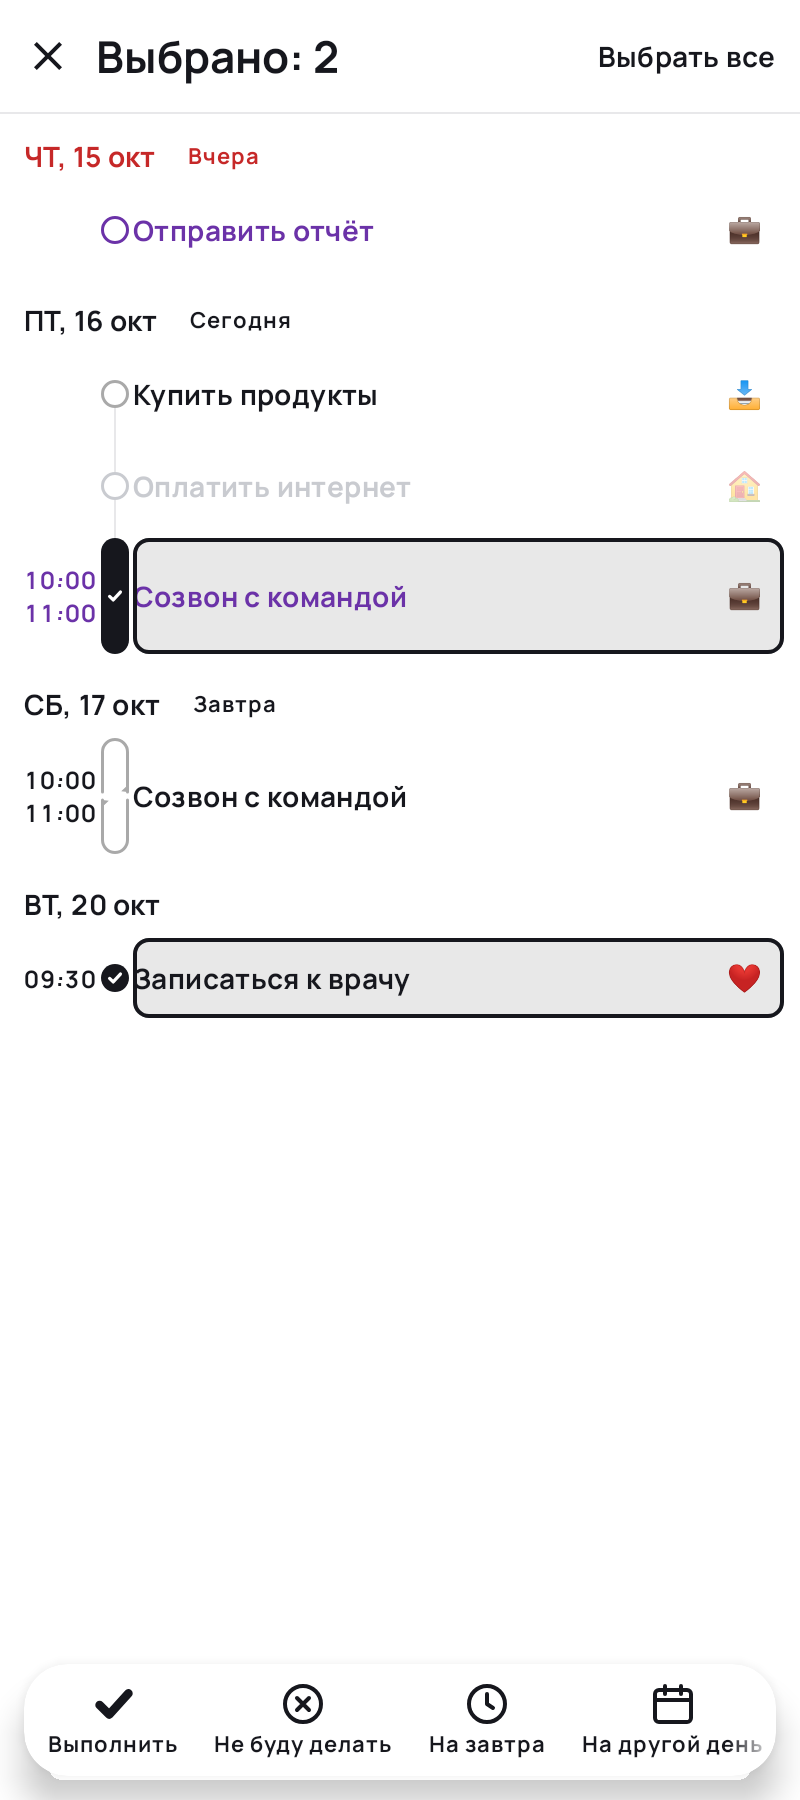 Выбрано: 2
Выбрать все
ЧТ, 15 окт Вчера
Отправить отчёт
ПТ, 16 окт Сегодня
Купить продукты
Оплатить интернет
10:00
11:00
Созвон с командой
СБ, 17 окт Завтра
10:00
11:00
Созвон с командой
ВТ, 20 окт
09:30 Записаться к врачу
Выполнить
Не буду делать
На завтра
На другой день